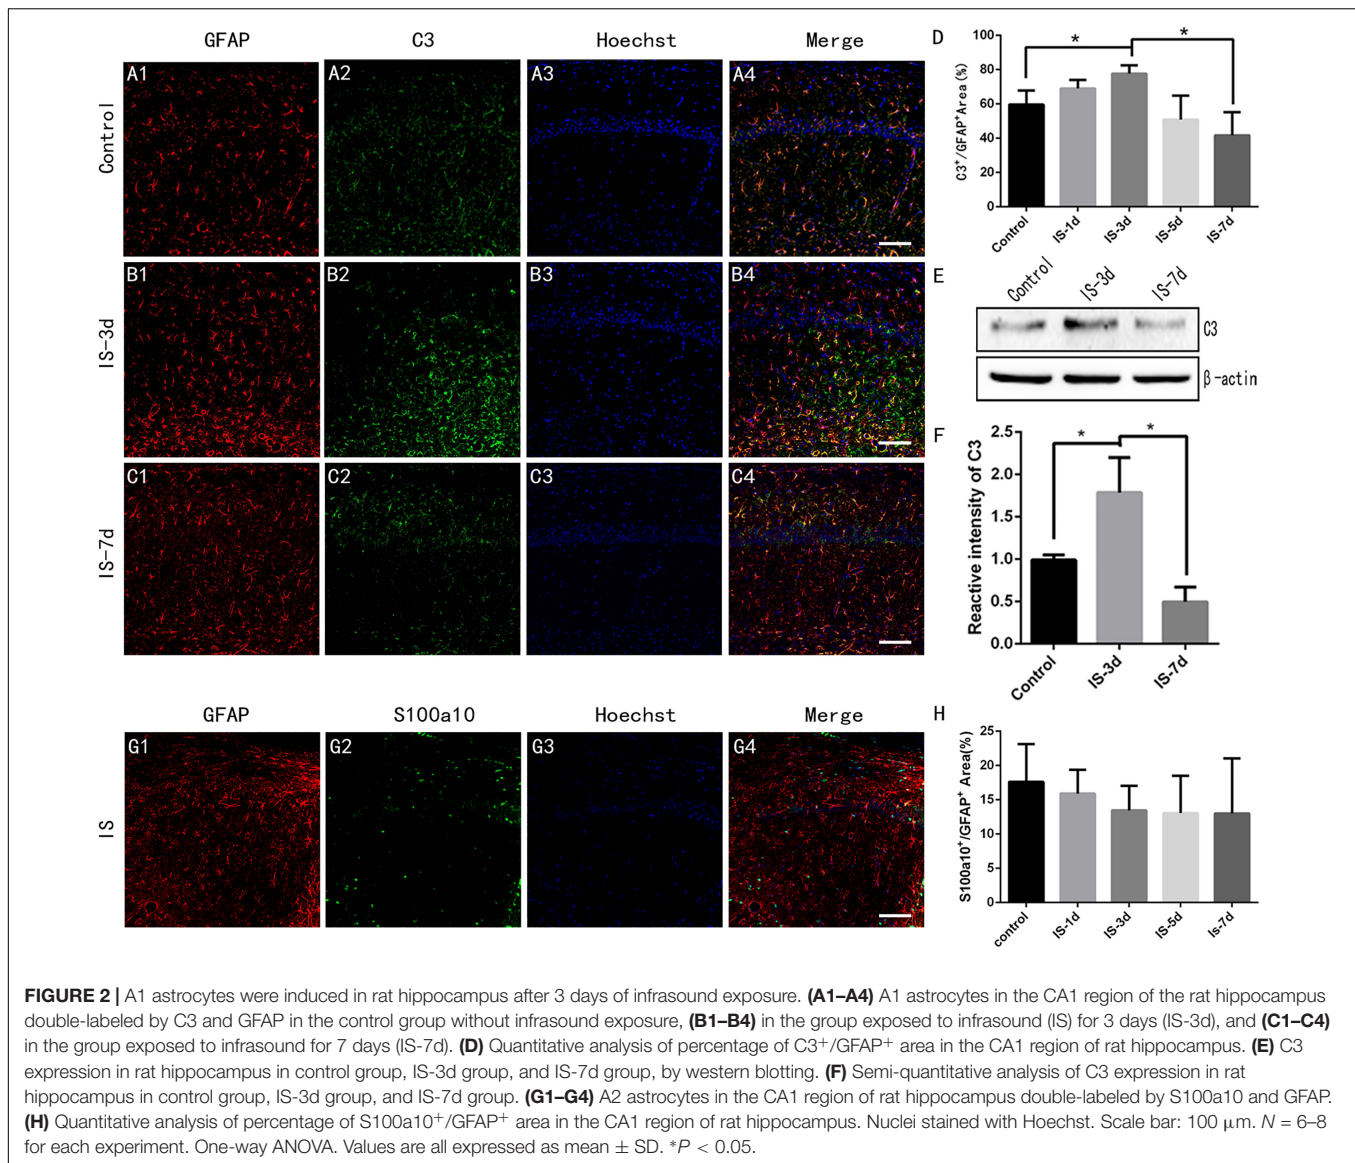 GFAP C3 Hoechst Merge
Control
A1 A2 A3 A4
IS-3d
B1 B2 B3 B4
IS-7d
C1 C2 C3 C4
D
C3+/GFAP+Area(%)
100
80
60
40
20
0
Control IS-1d IS-3d IS-5d IS-7d
* *
E
Control IS-3d IS-7d
C3
β-actin
F
Reactive intensity of C3
2.5
2.0
1.5
1.0
0.5
0.0
Control IS-3d IS-7d
* *
GFAP S100a10 Hoechst Merge
IS
G1 G2 G3 G4
H
S100a10+/GFAP+ Area(%)
25
20
15
10
5
0
control IS-1d IS-3d IS-5d Is-7d
FIGURE 2 | A1 astrocytes were induced in rat hippocampus after 3 days of infrasound exposure. (A1–A4) A1 astrocytes in the CA1 region of the rat hippocampus
double-labeled by C3 and GFAP in the control group without infrasound exposure, (B1–B4) in the group exposed to infrasound (IS) for 3 days (IS-3d), and (C1–C4)
in the group exposed to infrasound for 7 days (IS-7d). (D) Quantitative analysis of percentage of C3+/GFAP+ area in the CA1 region of rat hippocampus. (E) C3
expression in rat hippocampus in control group, IS-3d group, and IS-7d group, by western blotting. (F) Semi-quantitative analysis of C3 expression in rat
hippocampus in control group, IS-3d group, and IS-7d group. (G1–G4) A2 astrocytes in the CA1 region of rat hippocampus double-labeled by S100a10 and GFAP.
(H) Quantitative analysis of percentage of S100a10+/GFAP+ area in the CA1 region of rat hippocampus. Nuclei stained with Hoechst. Scale bar: 100 μm. N = 6–8
for each experiment. One-way ANOVA. Values are all expressed as mean ± SD. *P < 0.05.